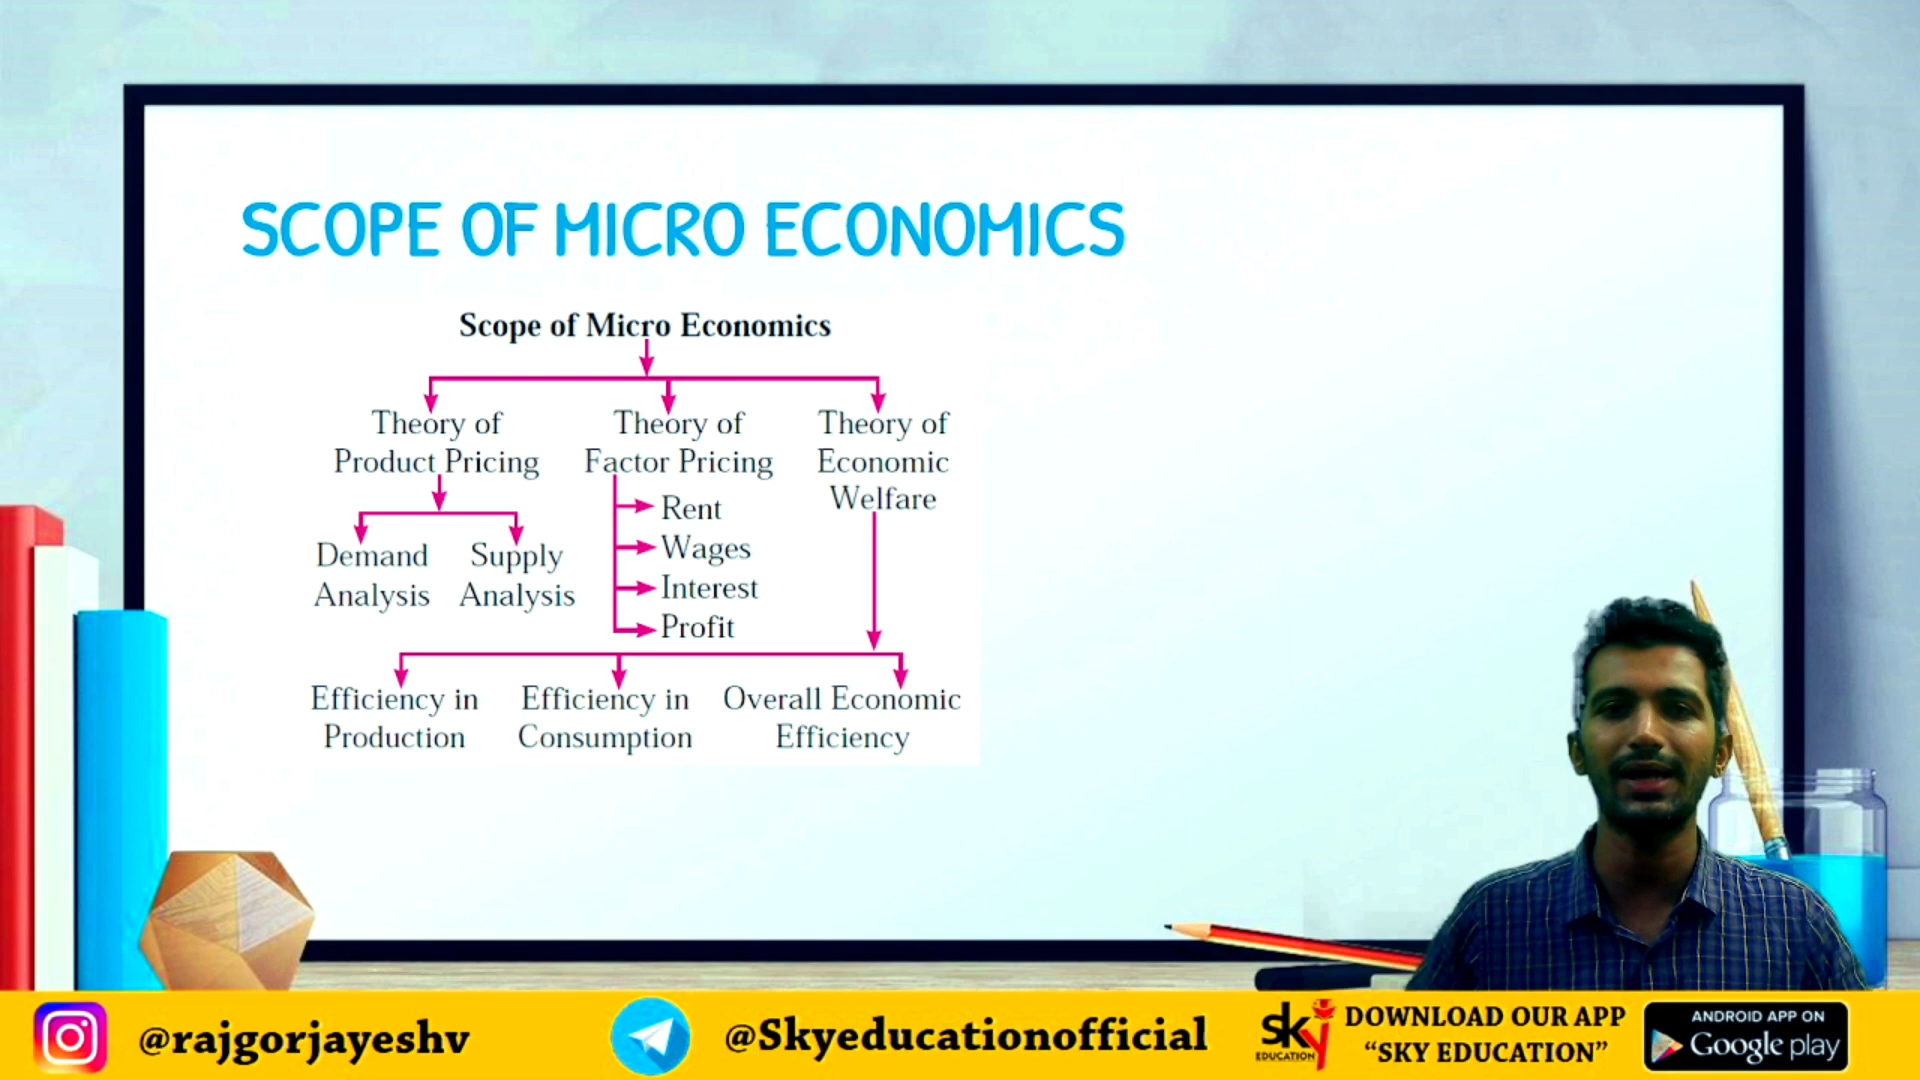 SCOPE OF MICRO ECONOMICS
Scope of Micro Economics
Theory of
Product Pricing
Theory of
Factor Pricing
Theory of
Economic
Welfare
Demand
Analysis
Supply
Analysis
Rent
Wages
Interest
Profit
Efficiency in
Production
Efficiency in
Consumption
Overall Economic
Efficiency
@rajgorjayeshv
@Skyeducationofficial
sky
EDUCATION
DOWNLOAD OUR APP
“SKY EDUCATION”
ANDROID APP ON
Google play